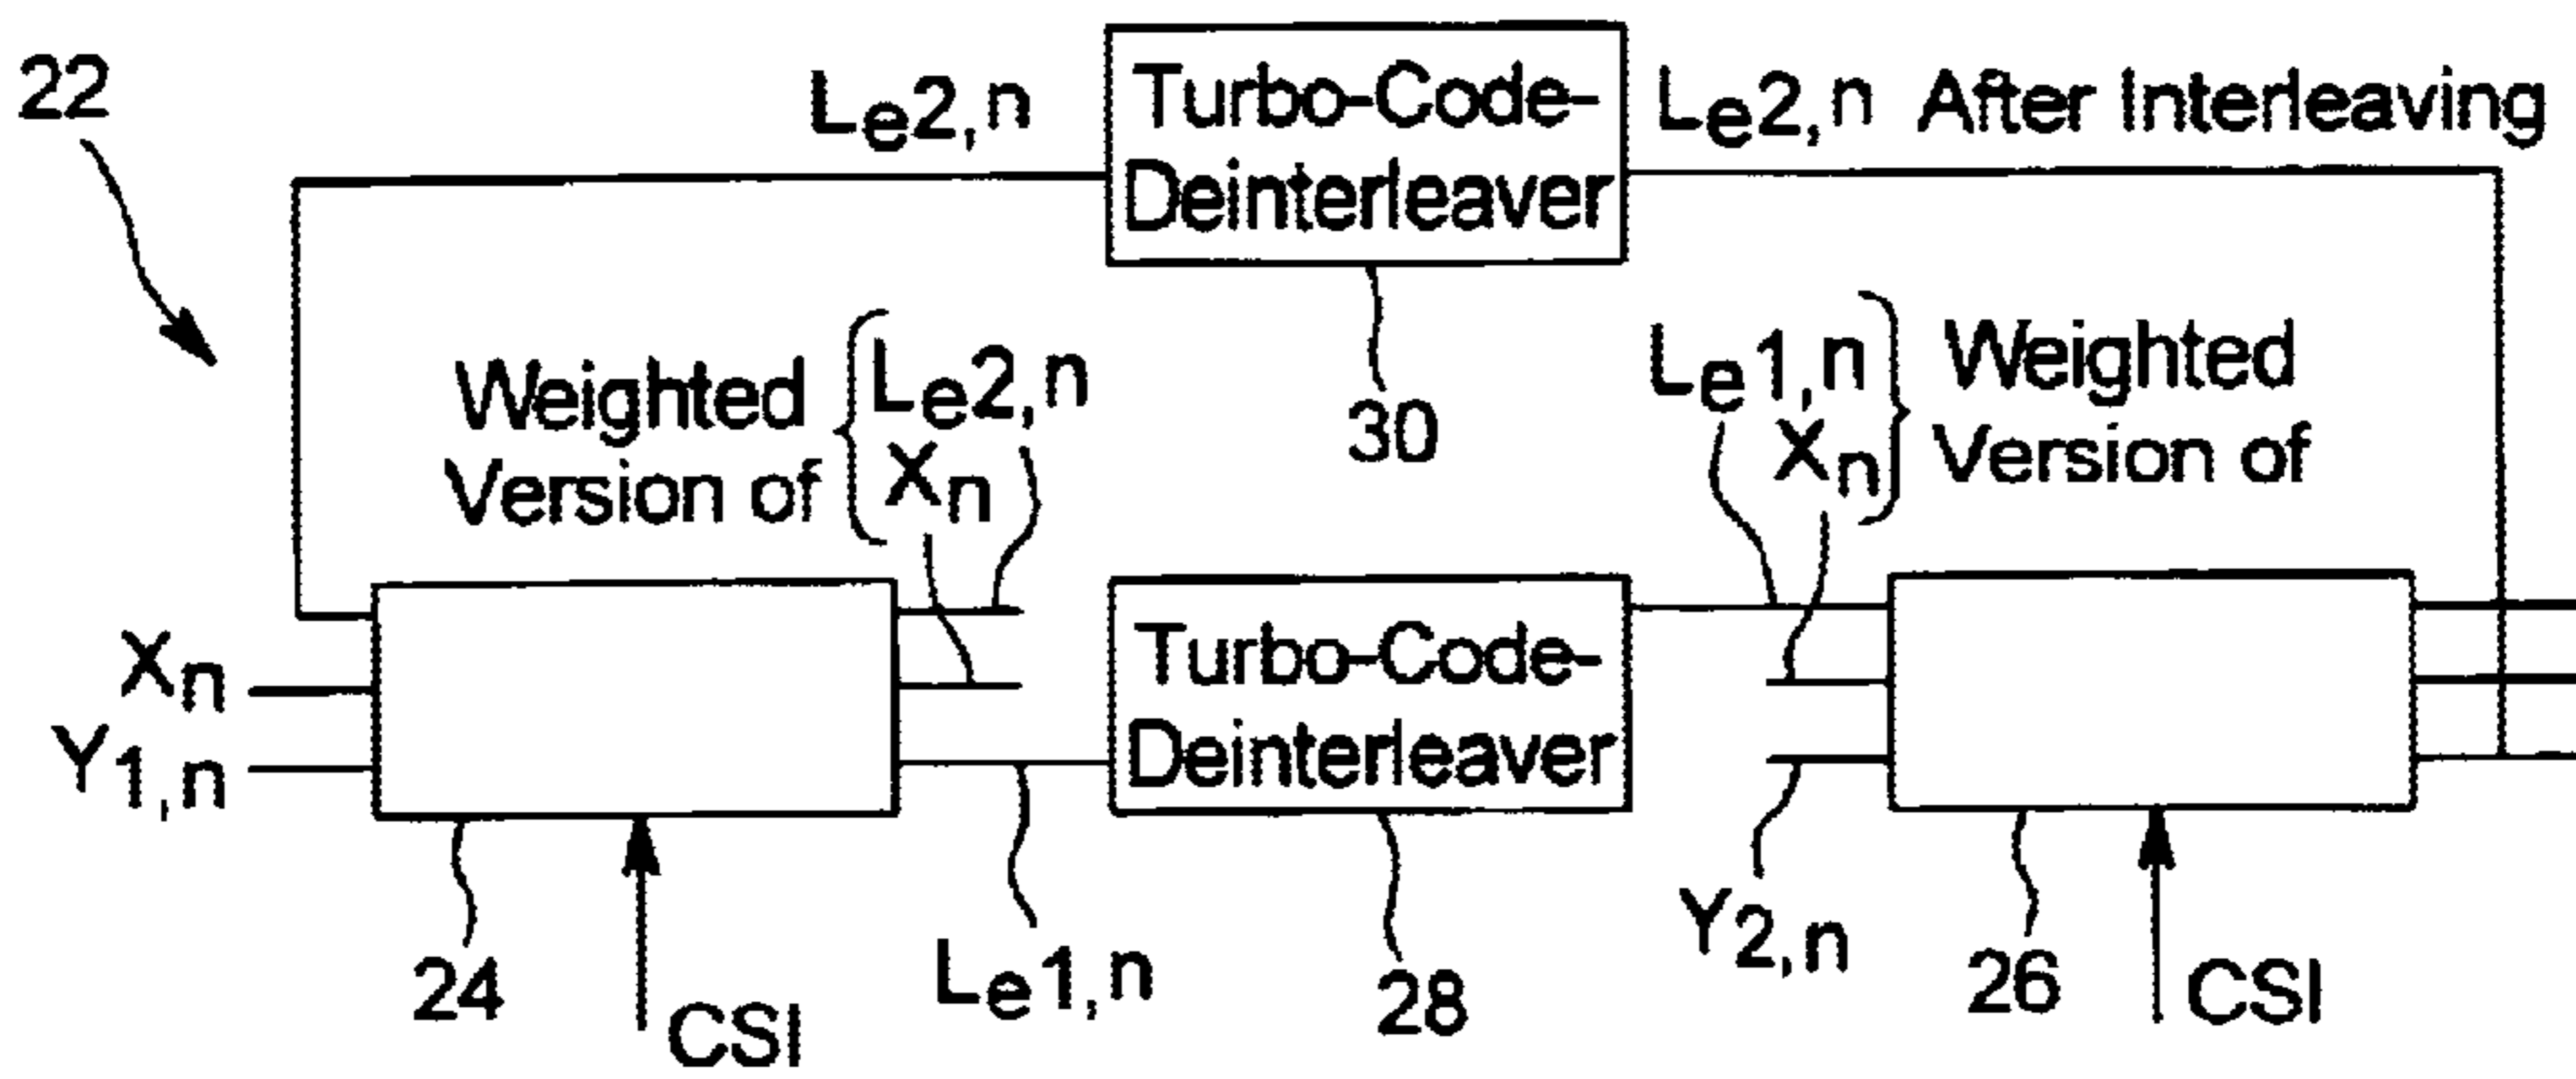 22
Le2,n
Turbo-Code-
Deinterleaver
Le2,n After Interleaving
30
Weighted
Version of
Le2,n
Xn
Le1,n
Xn
Weighted
Version of
Xn
Y1,n
Turbo-Code-
Deinterleaver
24
CSI
Le1,n
28
Y2,n
26
CSI